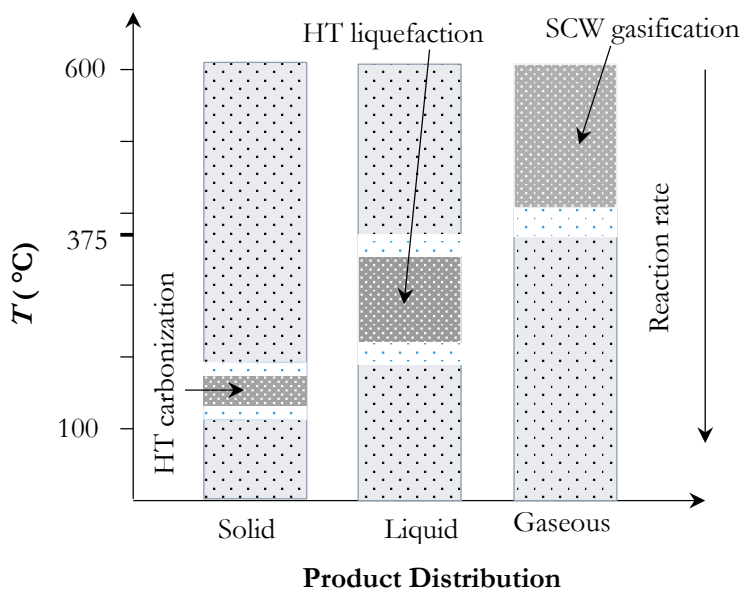 HT liquefaction
SCW gasification
600
375
100
T ( °C)
HT carbonization
Reaction rate
Solid
Liquid
Gaseous
Product Distribution